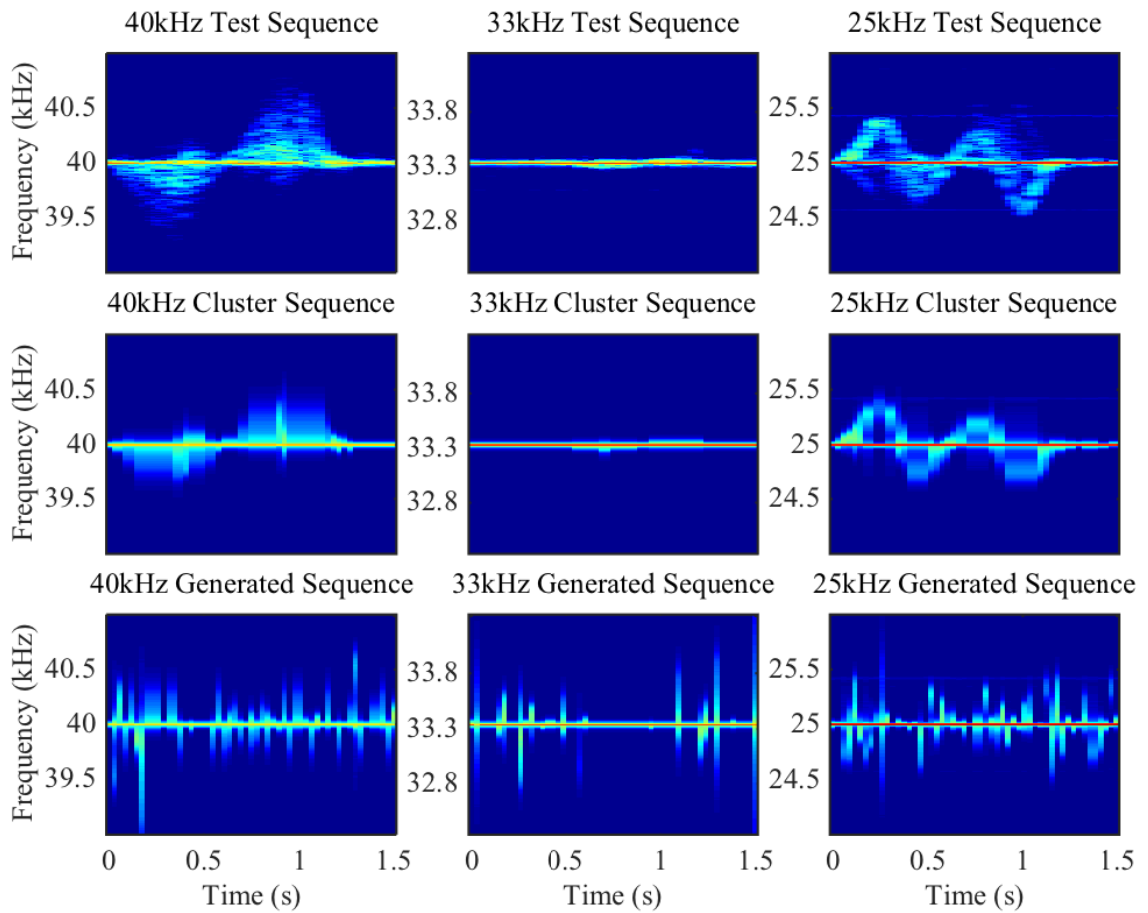 40kHz Test Sequence
33kHz Test Sequence
25kHz Test Sequence
Frequency (kHz)
40.5
40
39.5
33.8
33.3
32.8
25.5
25
24.5
40kHz Cluster Sequence
33kHz Cluster Sequence
25kHz Cluster Sequence
Frequency (kHz)
40.5
40
39.5
33.8
33.3
32.8
25.5
25
24.5
40kHz Generated Sequence
33kHz Generated Sequence
25kHz Generated Sequence
Frequency (kHz)
40.5
40
39.5
33.8
33.3
32.8
25.5
25
24.5
0 0.5 1 1.5
0 0.5 1 1.5
0 0.5 1 1.5
Time (s)
Time (s)
Time (s)